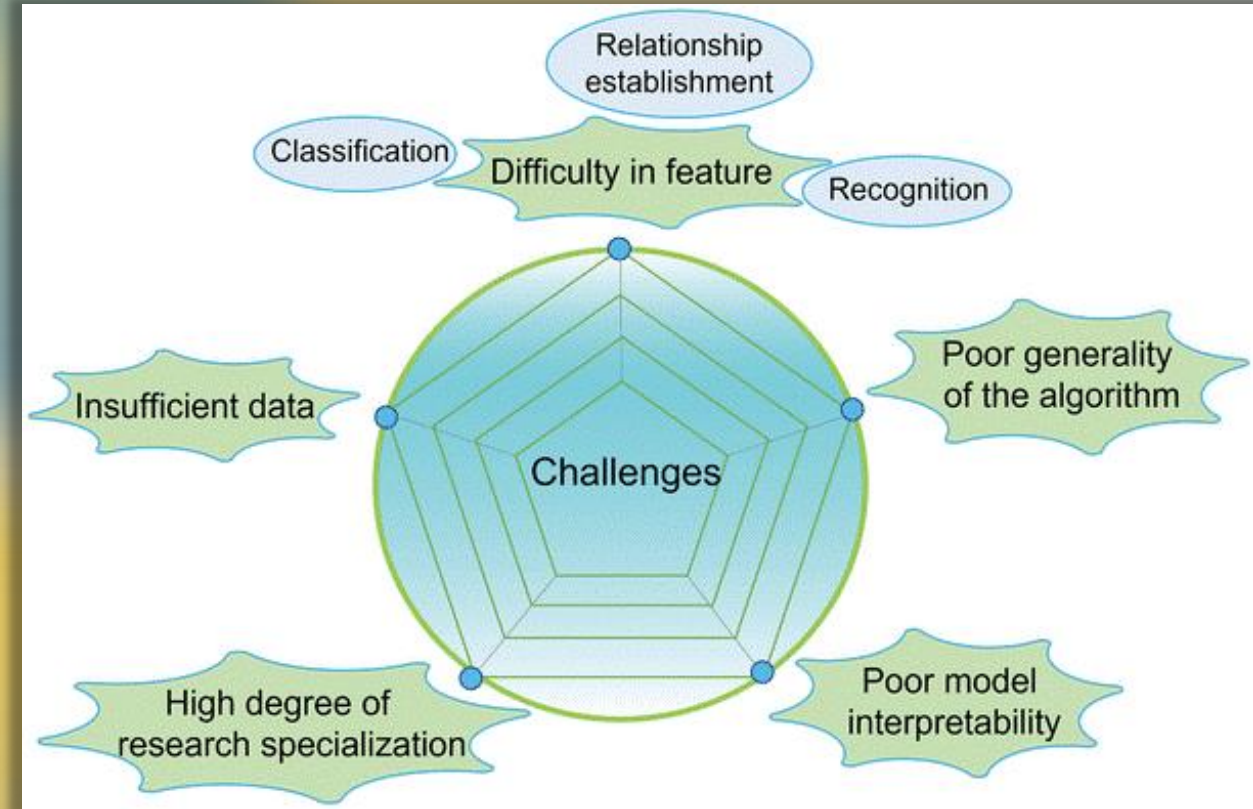 Relationship
establishment
Classification
Difficulty in feature
Recognition
Poor generality
of the algorithm
Insufficient data
Challenges
High degree of
research specialization
Poor model
interpretability